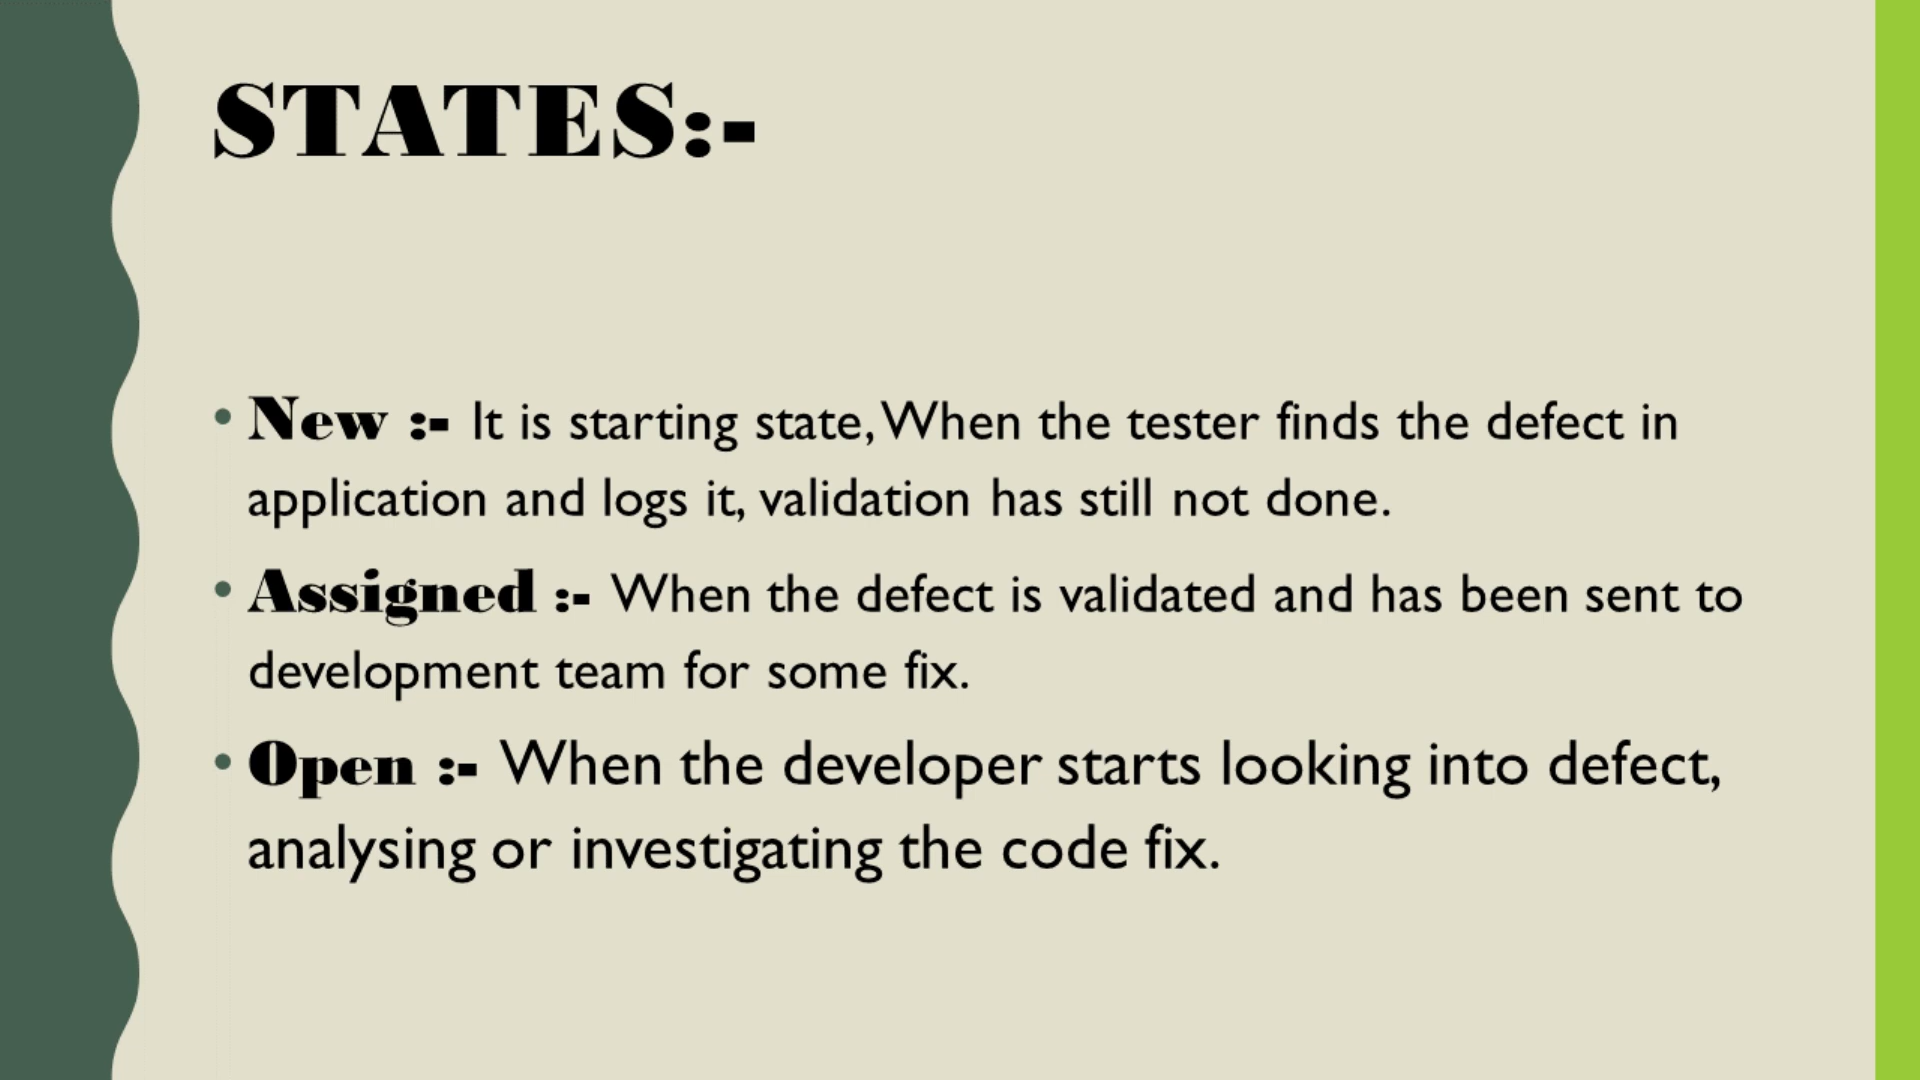 STATES:-
• New :- It is starting state, When the tester finds the defect in
application and logs it, validation has still not done.
• Assigned :- When the defect is validated and has been sent to
development team for some fix.
• Open :- When the developer starts looking into defect,
analysing or investigating the code fix.